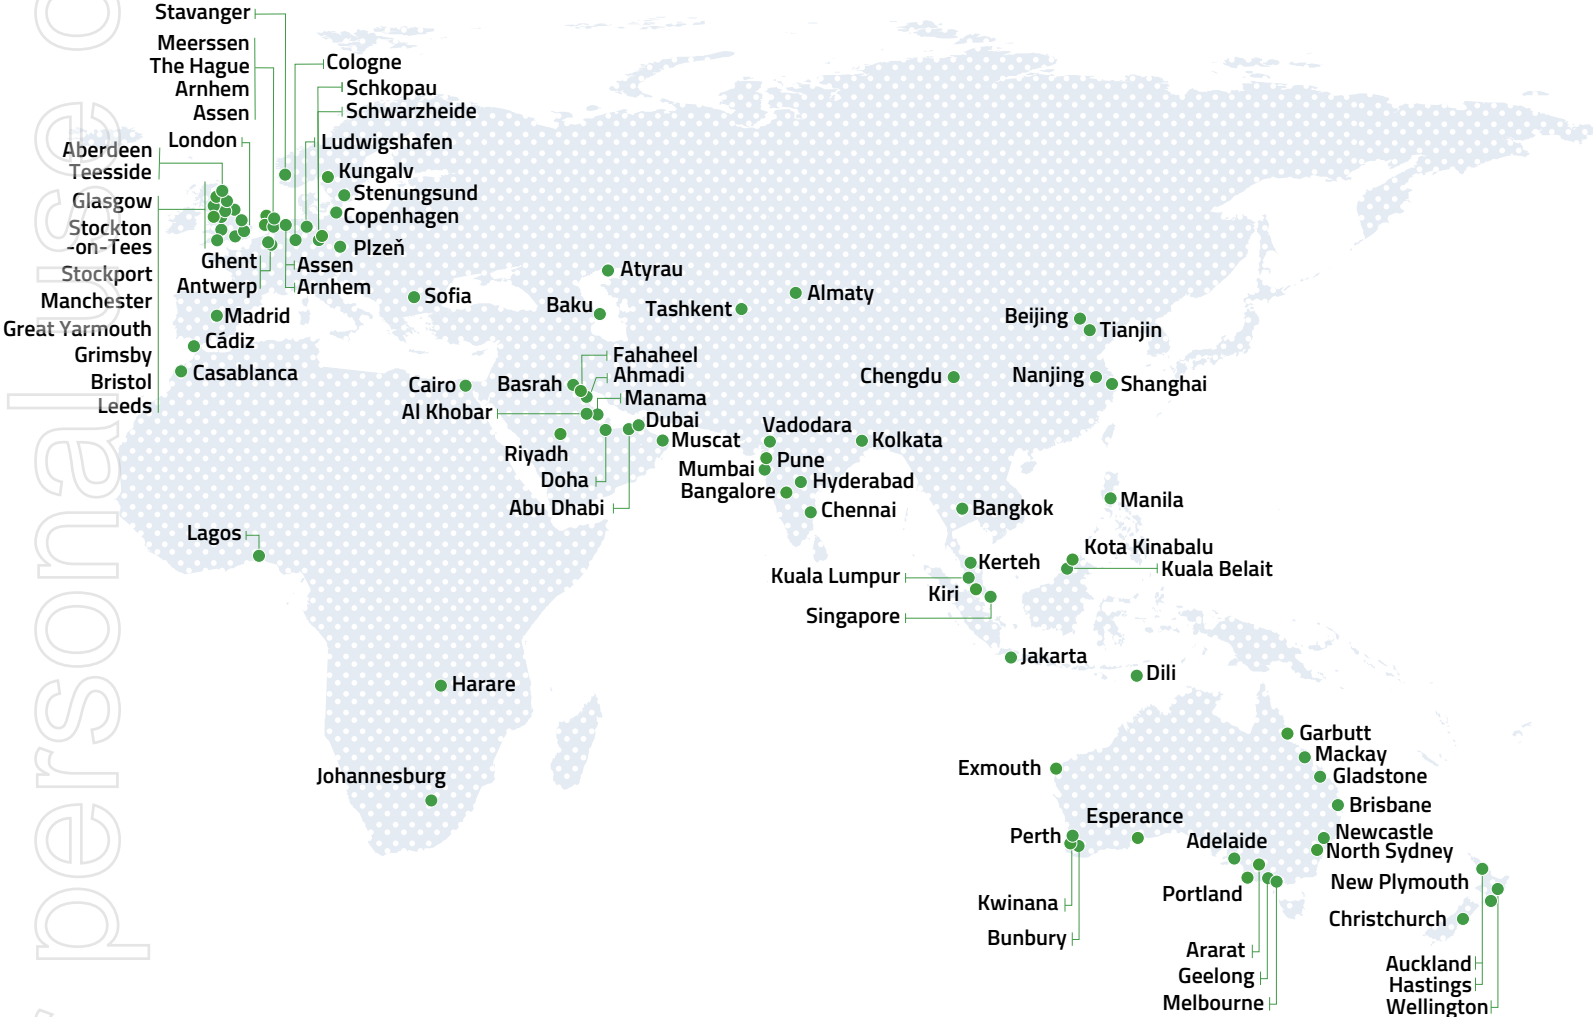 Stavanger
Meerssen
The Hague
Arnhem
Assen
London
Aberdeen
Teesside
Glasgow
Stockton
-on-Tees
Stockport
Manchester
Great Yarmouth
Grimsby
Bristol
Leeds
Cologne
Schkopau
Schwarzheide
Ludwigshafen
Kungalv
Stenungsund
Copenhagen
Plzeň
Ghent
Antwerp
Assen
Arnhem
Sofia
Madrid
Cádiz
Casablanca
Atyrau
Baku
Tashkent
Almaty
Beijing
Tianjin
Fahaheel
Ahmadi
Manama
Cairo
Basrah
Al Khobar
Dubai
Muscat
Riyadh
Doha
Abu Dhabi
Chengdu
Nanjing
Shanghai
Vadodara
Kolkata
Pune
Mumbai
Hyderabad
Bangalore
Chennai
Bangkok
Manila
Lagos
Kerteh
Kota Kinabalu
Kuala Belait
Kuala Lumpur
Kiri
Singapore
Jakarta
Dili
Harare
Johannesburg
Garbutt
Mackay
Gladstone
Exmouth
Brisbane
Esperance
Perth
Adelaide
Newcastle
North Sydney
New Plymouth
Portland
Kwinana
Christchurch
Bunbury
Ararat
Geelong
Melbourne
Auckland
Hastings
Wellington
personal use